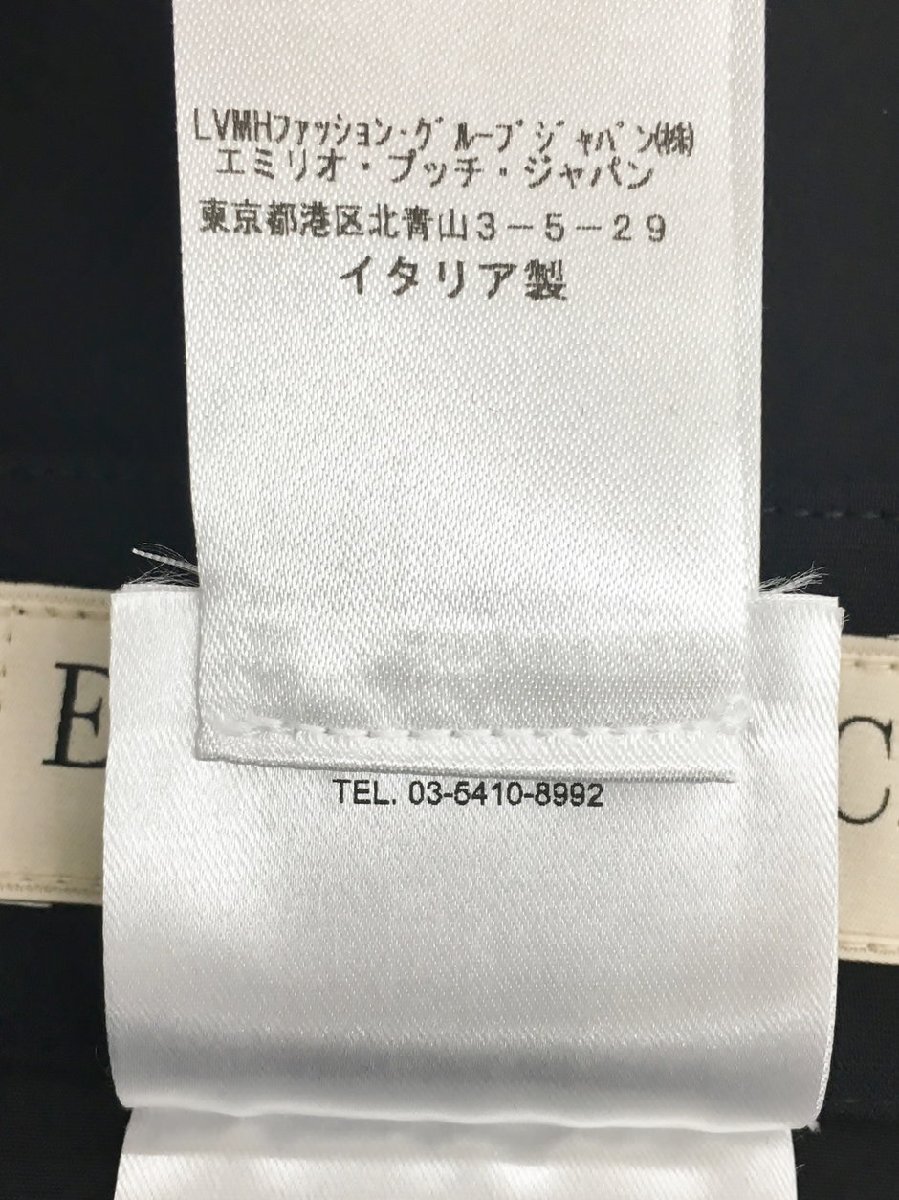 LVMHファッション・グループジャパン(株)
エミリオ・プッチ・ジャパン
東京都港区北青山3-5-29
イタリア製
E
C
TEL. 03-5410-8992